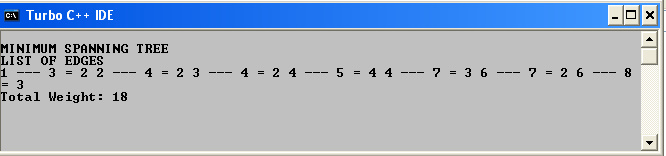 Turbo C++ IDE
MINIMUM SPANNING TREE
LIST OF EDGES
1 --- 3 = 2 2 --- 4 = 2 3 --- 4 = 2 4 --- 5 = 4 4 --- 7 = 3 6 --- 7 = 2 6 --- 8
= 3
Total Weight: 18